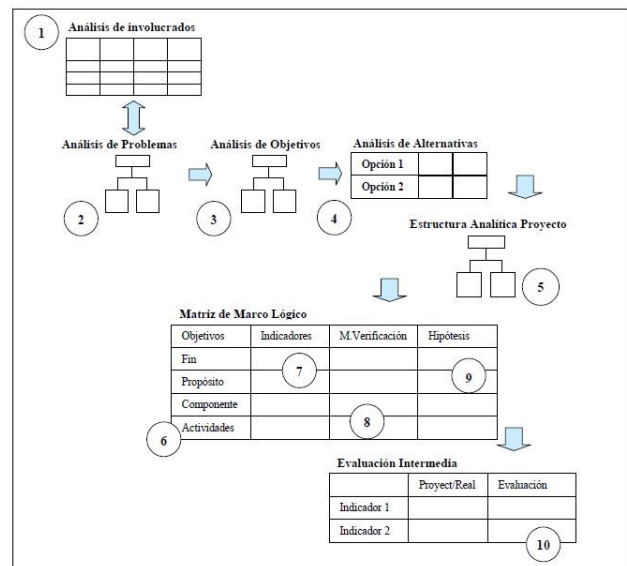 1
Análisis de involucrados
Análisis de Problemas
Análisis de Objetivos
Análisis de Alternativas
Opción 1
Opción 2
2
3
4
Estructura Analítica Proyecto
5
Matriz de Marco Lógico
Objetivos Indicadores M.Verificación Hipótesis
Fin
7
9
Propósito
Componente
8
6
Actividades
Evaluación Intermedia
Proyect/Real Evaluación
Indicador 1
Indicador 2
10